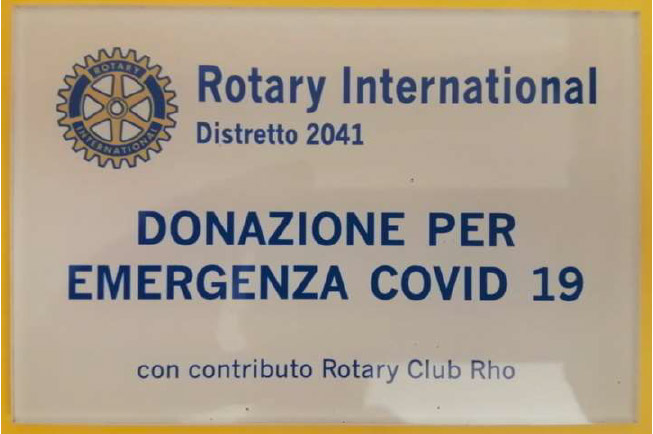 ROTARY
INTERNATIONAL
Rotary International
Distretto 2041
DONAZIONE PER
EMERGENZA COVID 19
con contributo Rotary Club Rho